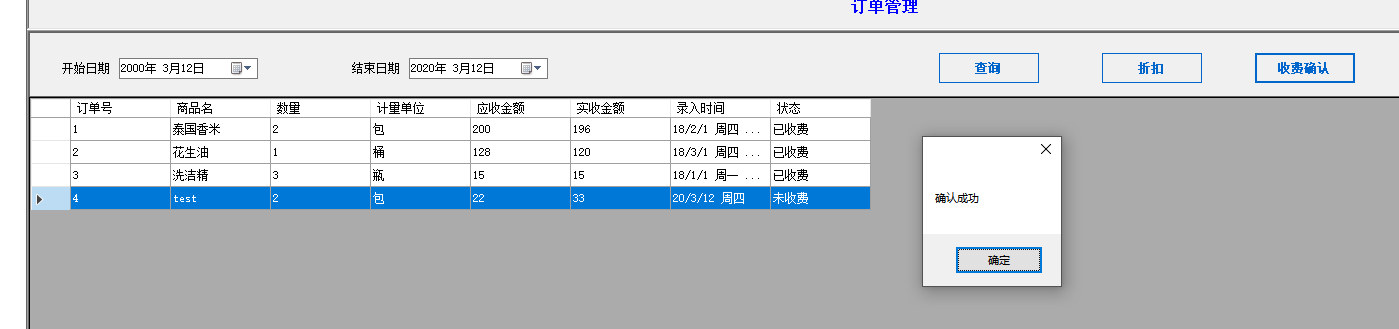 订单管理
开始日期 2000年 3月12日 结束日期 2020年 3月12日 查询 折扣 收费确认
订单号 商品名 数量 计量单位 应收金额 实收金额 录入时间 状态
1 泰国香米 2 包 200 196 18/2/1 周四 ... 已收费
2 花生油 1 桶 128 120 18/3/1 周四 ... 已收费
3 洗洁精 3 瓶 15 15 18/1/1 周一 ... 已收费
4 test 2 包 22 33 20/3/12 周四 未收费
确认成功
确定